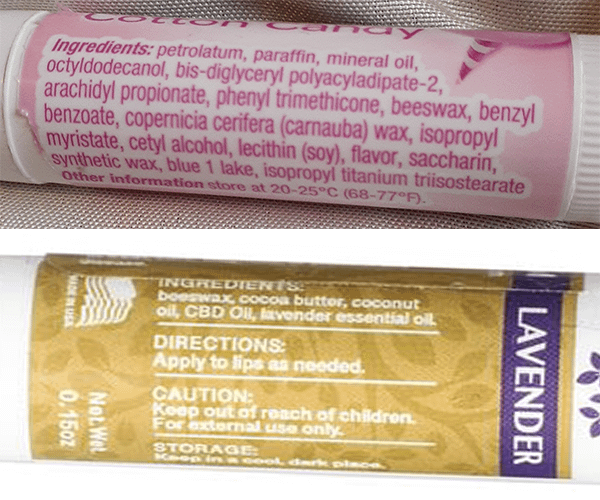 Cotton Candy
Ingredients: petrolatum, paraffin, mineral oil,
octyldodecanol, bis-diglyceryl polyacyladipate-2,
arachidyl propionate, phenyl trimethicone, beeswax, benzyl
benzoate, copernicia cerifera (carnauba) wax, isopropyl
myristate, cetyl alcohol, lecithin (soy), flavor, saccharin,
synthetic wax, blue 1 lake, isopropyl titanium triisostearate
Other information store at 20-25°C (68-77°F).
MADE IN USA
INGREDIENTS:
beeswax, cocoa butter, coconut
oil, CBD Oil, lavender essential oil.
DIRECTIONS:
Apply to lips as needed.
CAUTION:
Keep out of reach of children.
For external use only.
STORAGE:
Keep in a cool, dark place.
Net Wt.
0.15oz
LAVENDER